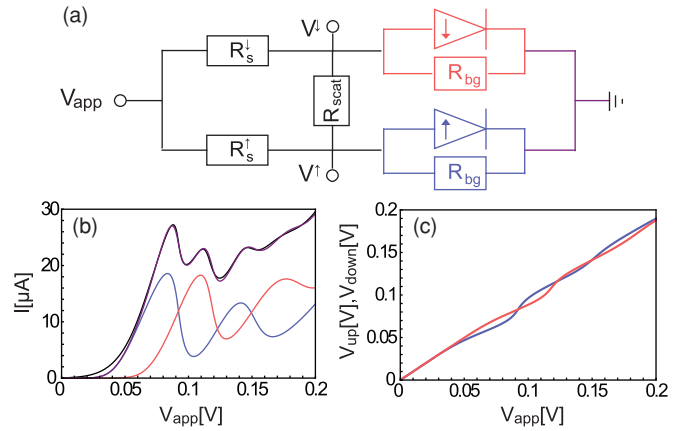 (a)
V↓
R_s^↓
↓
R_bg
V_app
R_scat
↑
R_s^↑
R_bg
V↑
(b)
30
20
10
0
I[µA]
0 0.05 0.1 0.15 0.2
V_app[V]
(c)
0.2
0.15
0.1
0.05
V_up[V],V_down[V]
0 0.05 0.1 0.15 0.2
V_app[V]